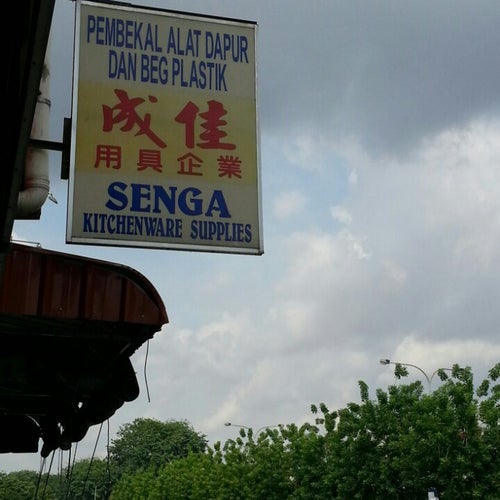 PEMBEKAL ALAT DAPUR
DAN BEG PLASTIK
成佳
用具企業
SENGA
KITCHENWARE SUPPLIES